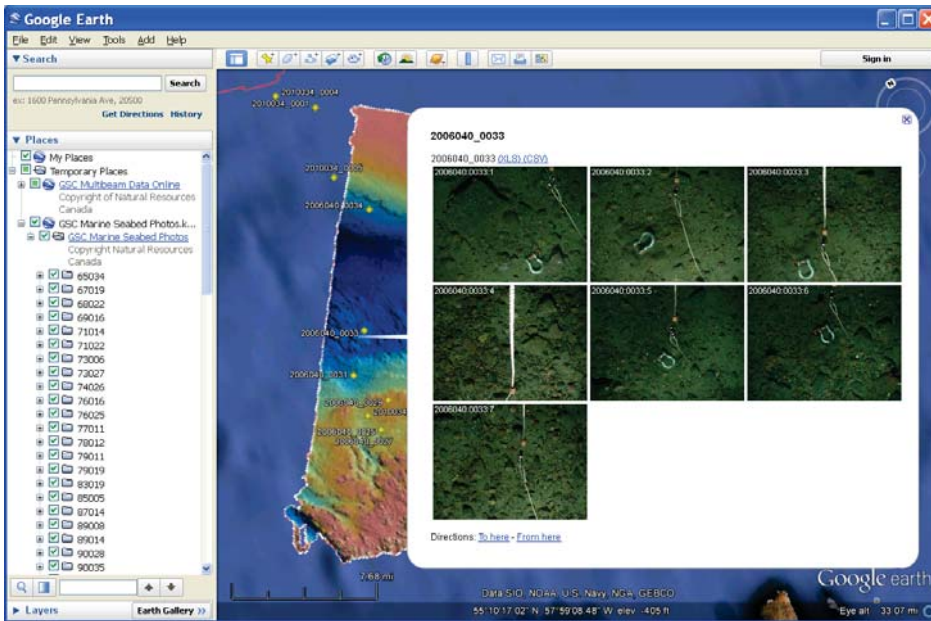 Google Earth
File Edit View Tools Add Help
Search
Search
ex: 1600 Pennsylvania Ave, 20500
Get Directions History
Places
My Places
Temporary Places
GSC Multibeam Data Online
Copyright of Natural Resources
Canada
GSC Marine Seabed Photos.k...
GSC Marine Seabed Photos
Copyright Natural Resources
Canada
65034
67019
68022
69016
71014
71022
73006
73027
74026
76016
76025
77011
78012
79011
79019
83019
85005
87014
89008
89014
90028
90035
Layers
Earth Gallery »
Sign in
2010034_0004
2010034_0001
2010034_0005
2006040_0034
2006040_0033
2006040_0031
2006040_0033
2006040_0033 (XLS) (CSV)
2006040:0033:1
2006040:0033:2
2006040:0033:3
2006040:0033:4
2006040:0033:5
2006040:0033:6
2006040:0033:7
Directions: To here - From here
7.68 mi
Google earth
Data SIO, NOAA, U.S. Navy, NGA, GEBCO
55°10'17.02" N 57°59'08.48" W elev -405 ft
Eye alt 33.07 mi